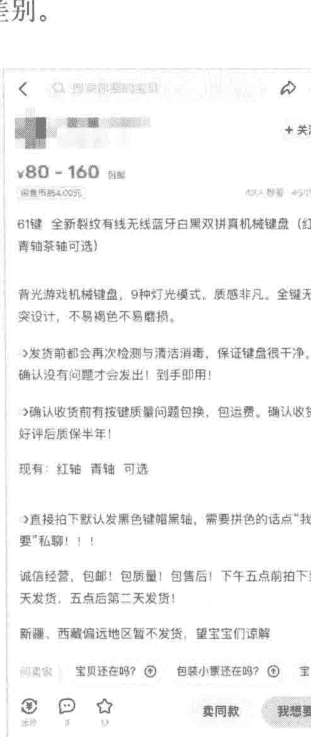 差别。
+ 关注
¥80 - 160 包邮
61键 全新裂纹有线无线蓝牙白黑双拼真机械键盘（红
青轴茶轴可选）
背光游戏机械键盘，9种灯光模式。质感非凡。全键无
突设计，不易褪色不易磨损。
->发货前都会再次检测与清洁消毒，保证键盘很干净。
确认没有问题才会发出！到手即用！
->确认收货前有按键质量问题包换，包运费。确认收货
好评后质保半年！
现有：红轴 青轴 可选
->直接拍下默认发黑色键帽黑轴，需要拼色的话点“我
要”私聊！！！
诚信经营，包邮！包质量！包售后！下午五点前拍下当
天发货，五点后第二天发货！
新疆、西藏偏远地区暂不发货，望宝宝们谅解
问卖家 宝贝还在吗？ 包装小票还在吗？ 宝
卖同款 我想要